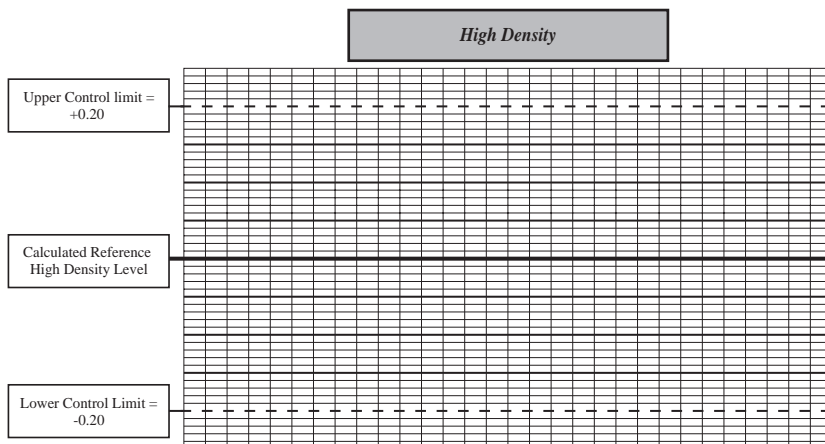 High Density
Upper Control limit =
+0.20
Calculated Reference
High Density Level
Lower Control Limit =
-0.20